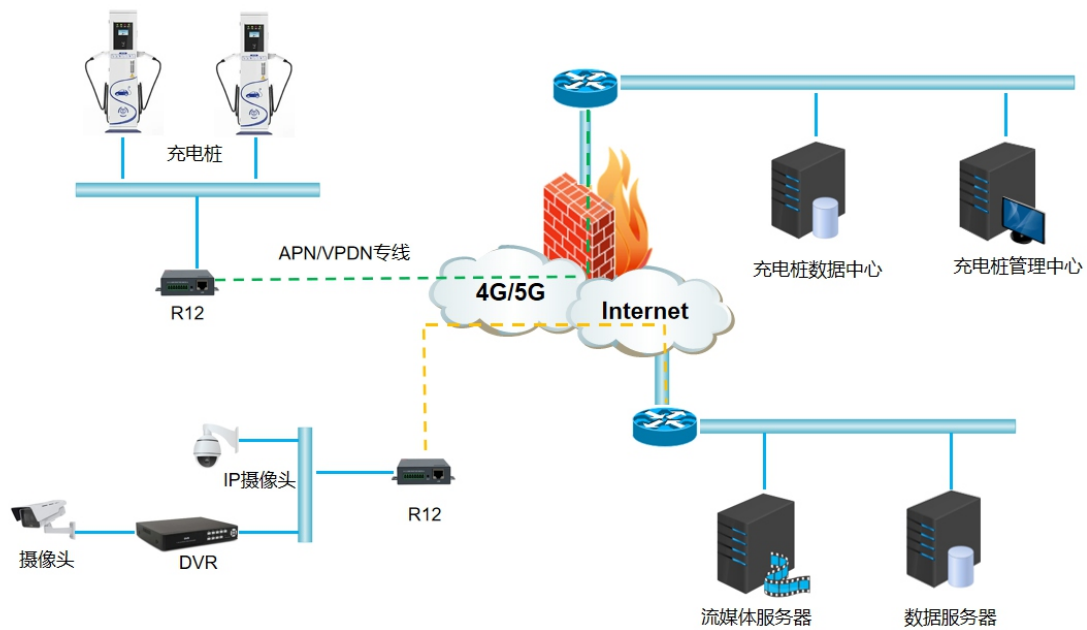 充电桩
APN/VPDN专线
4G/5G
Internet
充电桩数据中心
充电桩管理中心
R12
IP摄像头
R12
摄像头
DVR
流媒体服务器
数据服务器